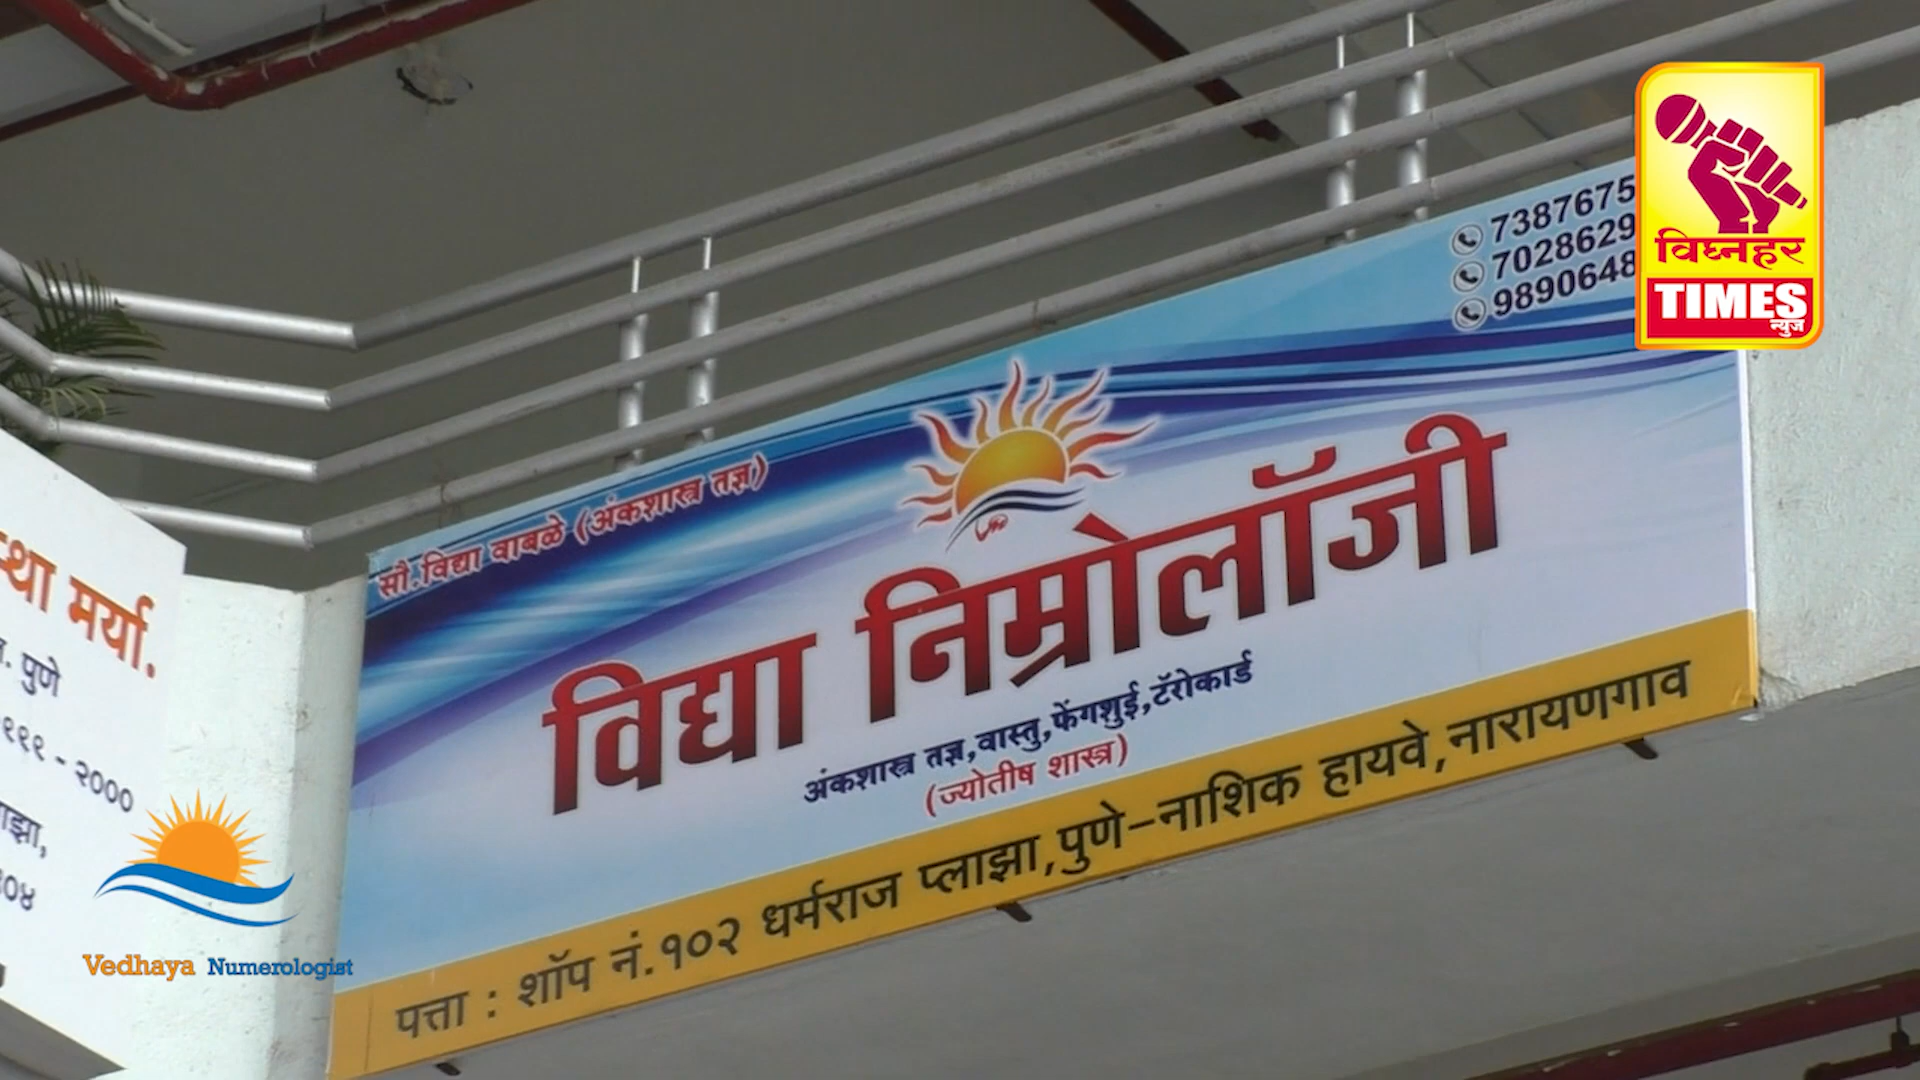 विघ्नहर
TIMES
न्युज
7387675
7028629
9890648
सौ.विद्या वाबळे (अंकशास्त्र तज्ञ)
विद्या निम्रोलॉजी
अंकशास्त्र तज्ञ,वास्तु,फेंगशुई,टॅरोकार्ड
(ज्योतीष शास्त्र)
पत्ता : शॉप नं.१०२ धर्मराज प्लाझा,पुणे-नाशिक हायवे,नारायणगाव
स्था मर्या.
पुणे
१९९ - २०००
Vedhaya Numerologist